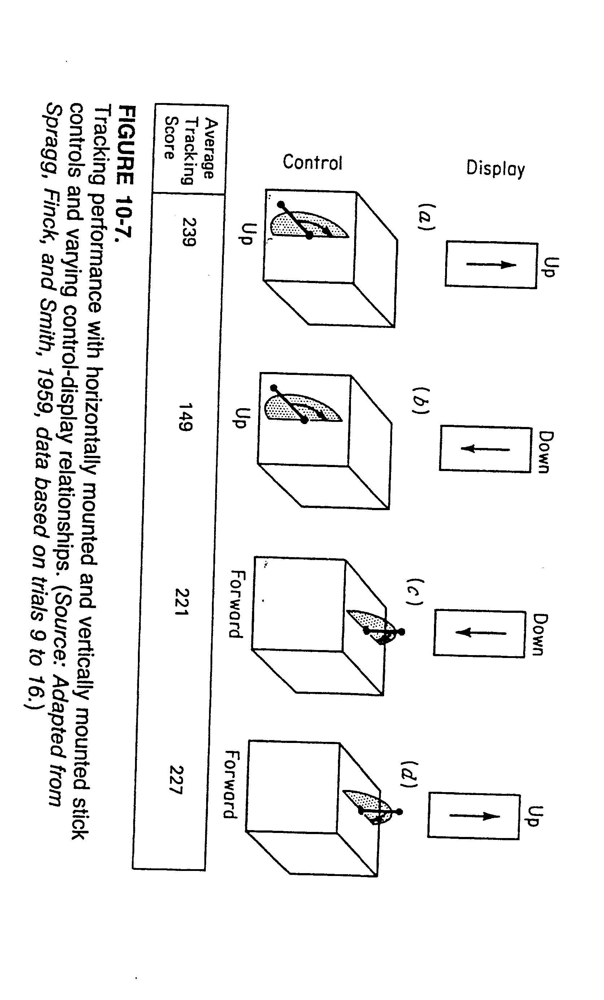 Up Down Down Up
Display
(a) (b) (c) (d)
Control
Up Up Forward Forward
Average
Tracking 239 149 221 227
Score
FIGURE 10-7.
Tracking performance with horizontally mounted and vertically mounted stick
controls and varying control-display relationships. (Source: Adapted from
Spragg, Finck, and Smith, 1959, data based on trials 9 to 16.)